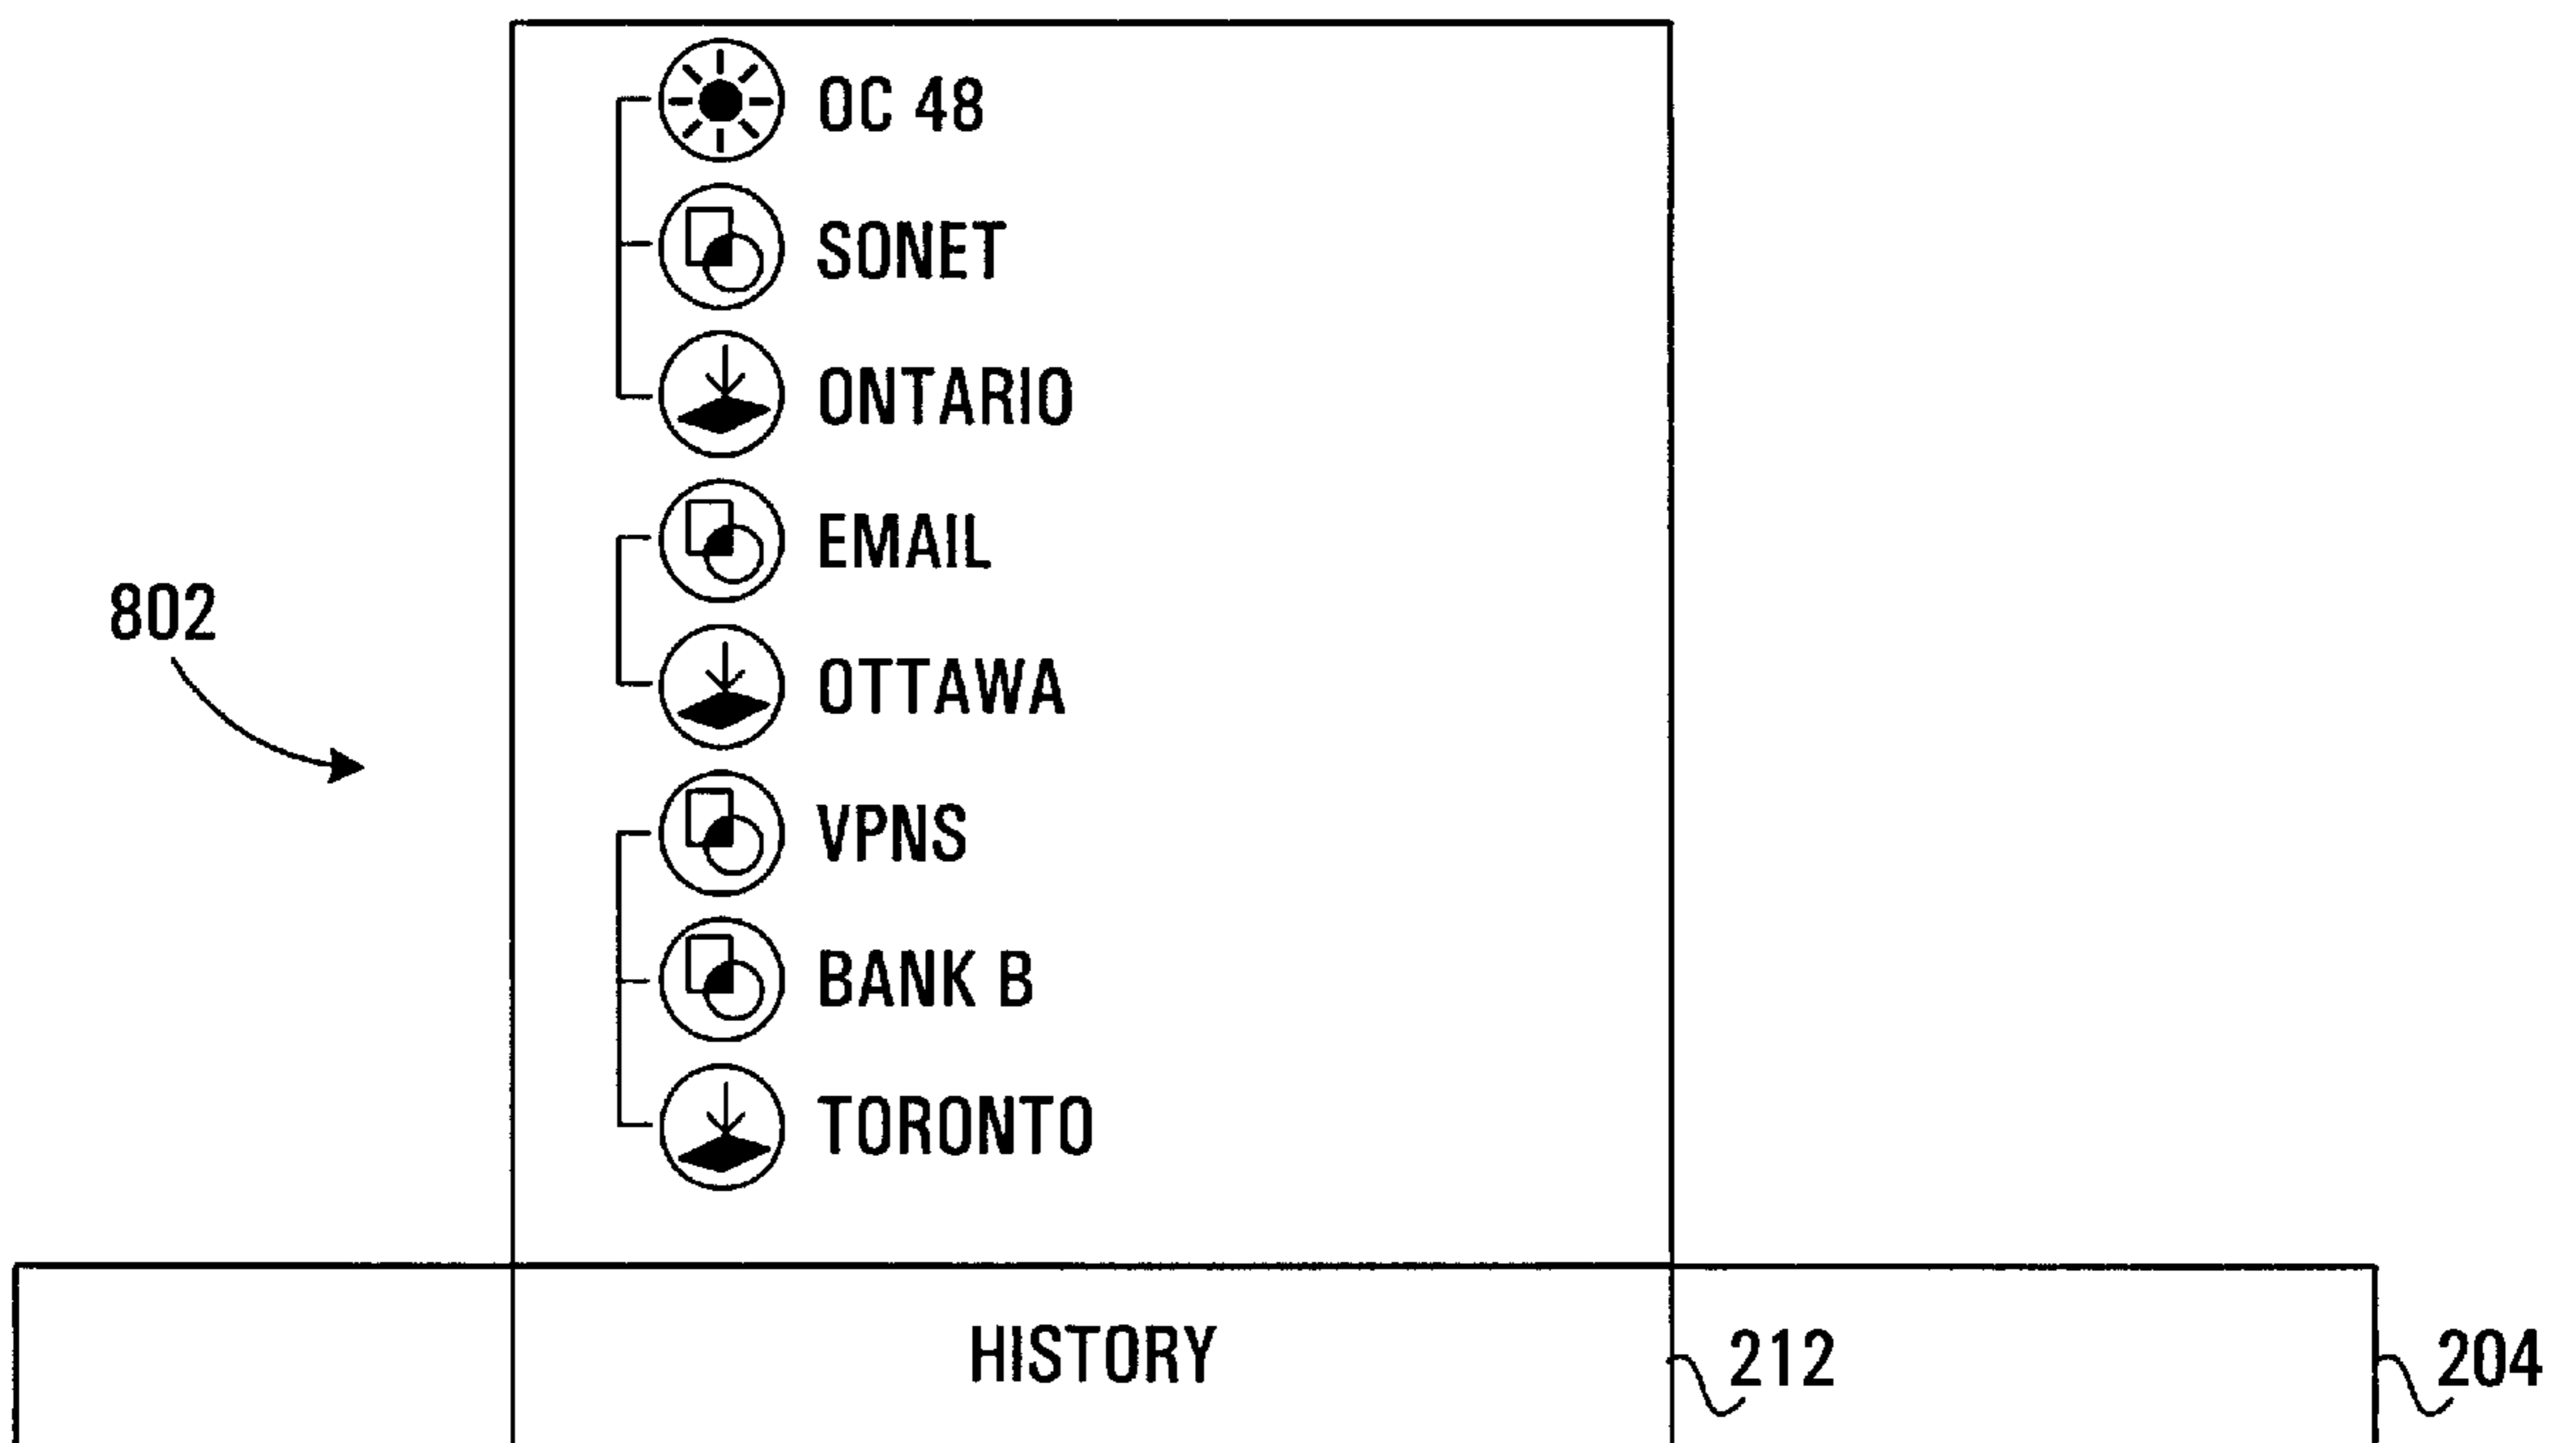 OC 48
SONET
ONTARIO
EMAIL
802
OTTAWA
VPNS
BANK B
TORONTO
HISTORY
212
204